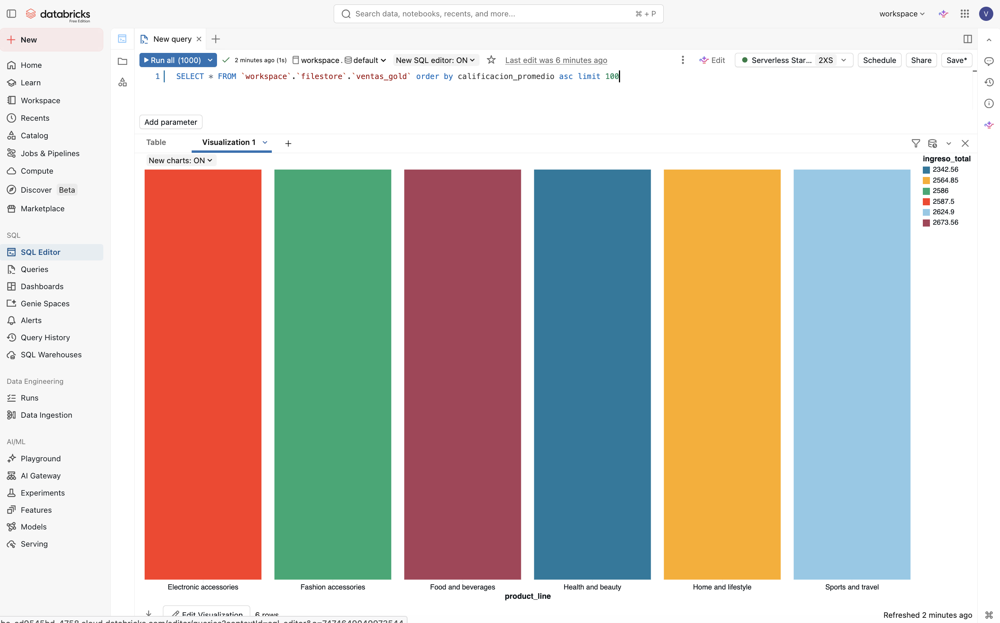 databricks
Free Edition
Search data, notebooks, recents, and more...
⌘ + P
workspace
V
New
Home
Learn
Workspace
Recents
Catalog
Jobs & Pipelines
Compute
Discover Beta
Marketplace
SQL
SQL Editor
Queries
Dashboards
Genie Spaces
Alerts
Query History
SQL Warehouses
Data Engineering
Runs
Data Ingestion
AI/ML
Playground
AI Gateway
Experiments
Features
Models
Serving
New query
Run all (1000) 2 minutes ago (1s) workspace . default New SQL editor: ON Last edit was 6 minutes ago Edit Serverless Star... 2XS Schedule Share Save*
1 SELECT * FROM `workspace`.`filestore`.`ventas_gold` order by calificacion_promedio asc limit 100
Add parameter
Table Visualization 1
New charts: ON
ingreso_total
2342.56
2564.85
2586
2587.5
2624.9
2673.56
Electronic accessories Fashion accessories Food and beverages Health and beauty Home and lifestyle Sports and travel
product_line
Edit Visualization 6 rows
Refreshed 2 minutes ago